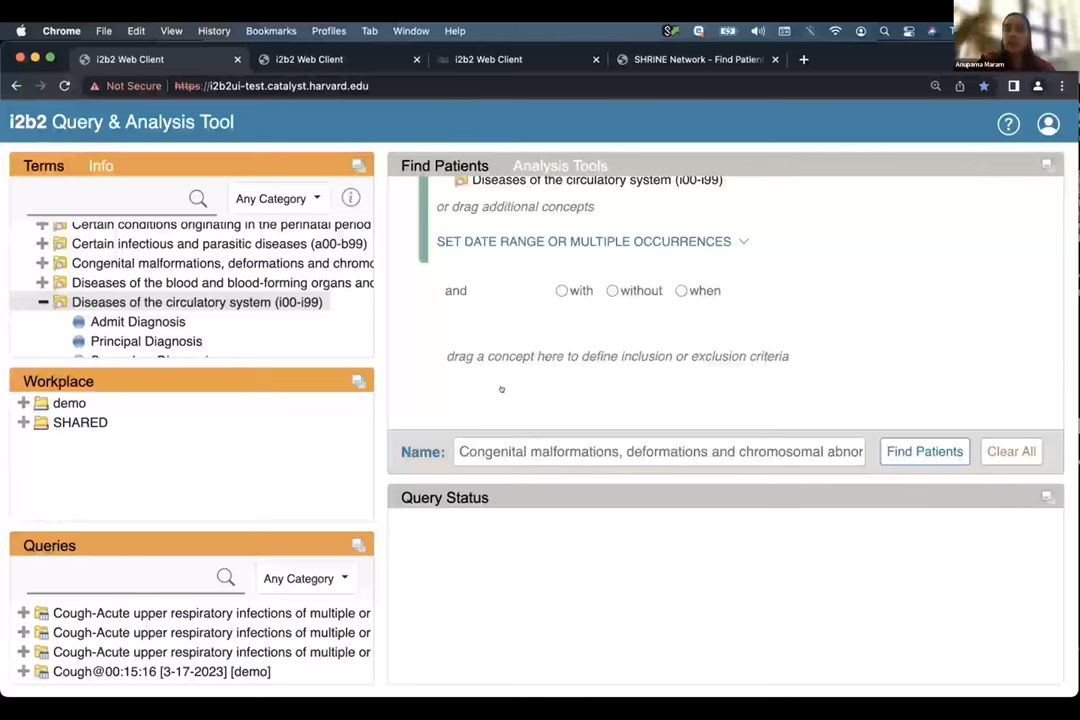 Chrome File Edit View History Bookmarks Profiles Tab Window Help
i2b2 Web Client
i2b2 Web Client
i2b2 Web Client
SHRINE Network - Find Patient
Not Secure https://i2b2ui-test.catalyst.harvard.edu
Anupama Maram
i2b2 Query & Analysis Tool
Terms Info
Any Category
Certain conditions originating in the perinatal period
Certain infectious and parasitic diseases (a00-b99)
Congenital malformations, deformations and chromo
Diseases of the blood and blood-forming organs and
Diseases of the circulatory system (i00-i99)
Admit Diagnosis
Principal Diagnosis
Workplace
demo
SHARED
Queries
Any Category
Cough-Acute upper respiratory infections of multiple or
Cough-Acute upper respiratory infections of multiple or
Cough-Acute upper respiratory infections of multiple or
Cough@00:15:16 [3-17-2023] [demo]
Find Patients Analysis Tools
Diseases of the circulatory system (i00-i99)
or drag additional concepts
SET DATE RANGE OR MULTIPLE OCCURRENCES
and with without when
drag a concept here to define inclusion or exclusion criteria
Name: Congenital malformations, deformations and chromosomal abnor Find Patients Clear All
Query Status